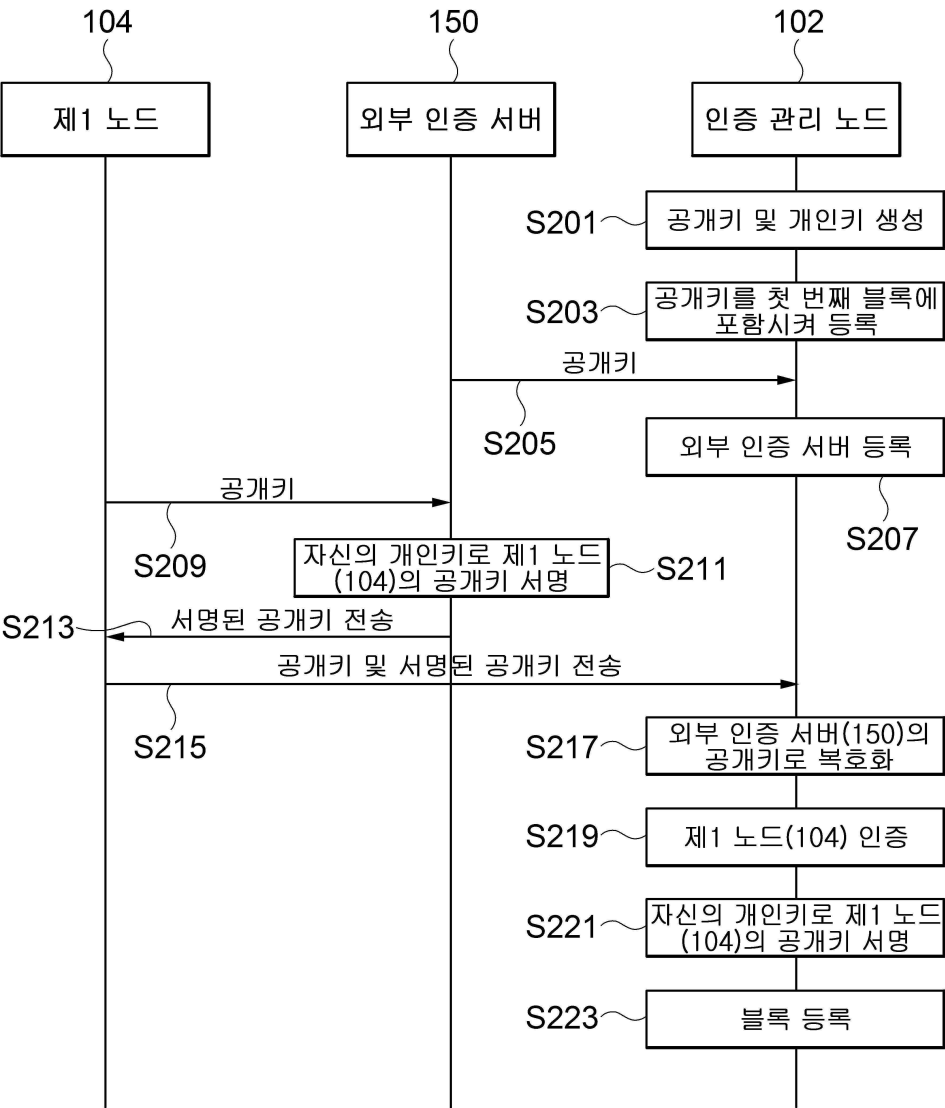 104
150
102
제1 노드
외부 인증 서버
인증 관리 노드
S201
공개키 및 개인키 생성
S203
공개키를 첫 번째 블록에
포함시켜 등록
공개키
S205
외부 인증 서버 등록
S207
공개키
S209
자신의 개인키로 제1 노드
(104)의 공개키 서명
S211
S213
서명된 공개키 전송
공개키 및 서명된 공개키 전송
S215
S217
외부 인증 서버(150)의
공개키로 복호화
S219
제1 노드(104) 인증
S221
자신의 개인키로 제1 노드
(104)의 공개키 서명
S223
블록 등록